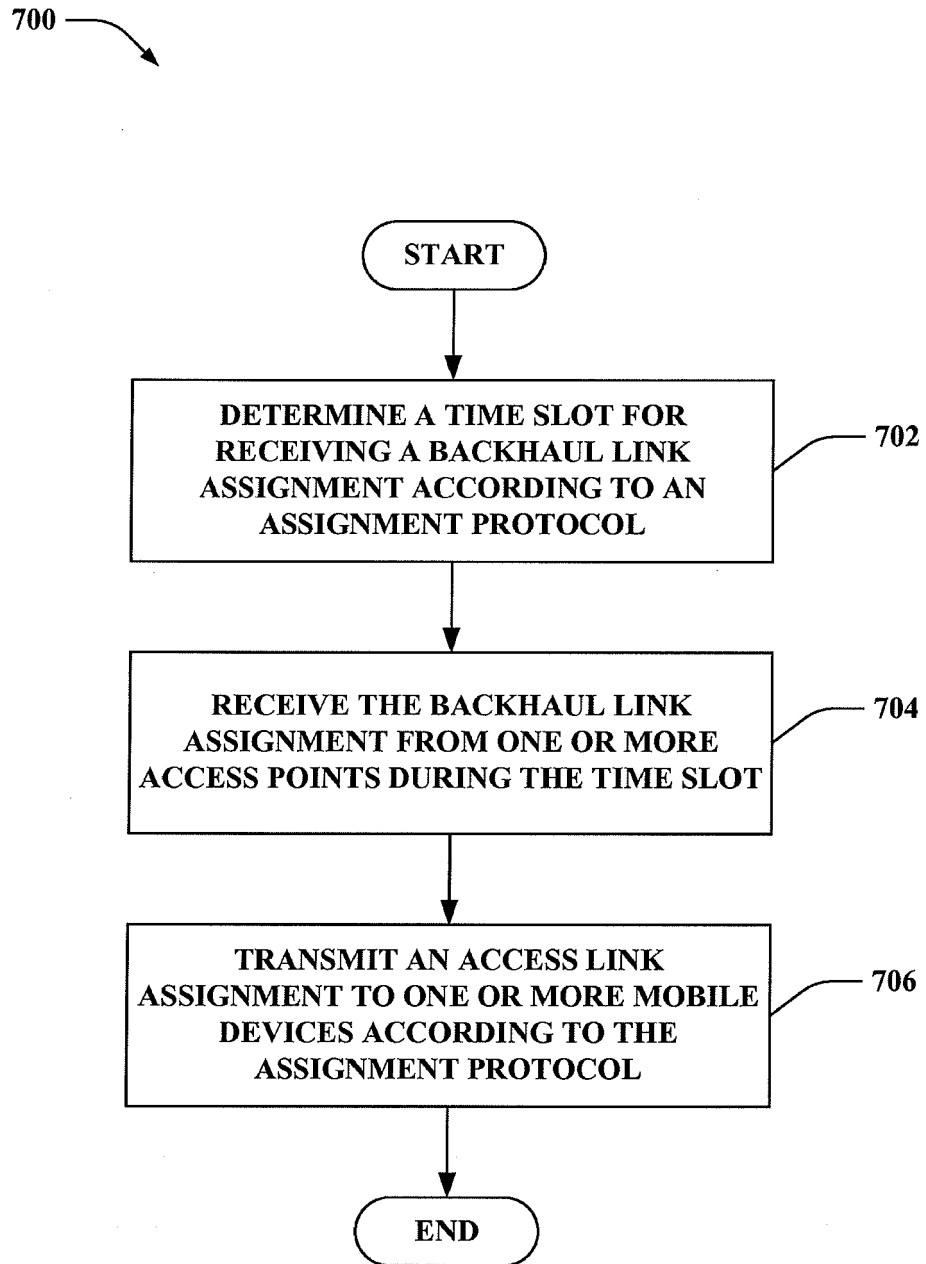 700
START
DETERMINE A TIME SLOT FOR
RECEIVING A BACKHAUL LINK
ASSIGNMENT ACCORDING TO AN
ASSIGNMENT PROTOCOL
702
RECEIVE THE BACKHAUL LINK
ASSIGNMENT FROM ONE OR MORE
ACCESS POINTS DURING THE TIME SLOT
704
TRANSMIT AN ACCESS LINK
ASSIGNMENT TO ONE OR MORE MOBILE
DEVICES ACCORDING TO THE
ASSIGNMENT PROTOCOL
706
END